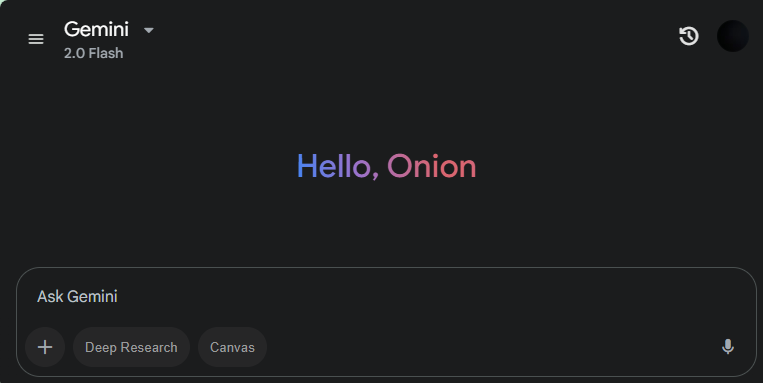 Gemini
2.0 Flash
Hello, Onion
Ask Gemini
Deep Research
Canvas